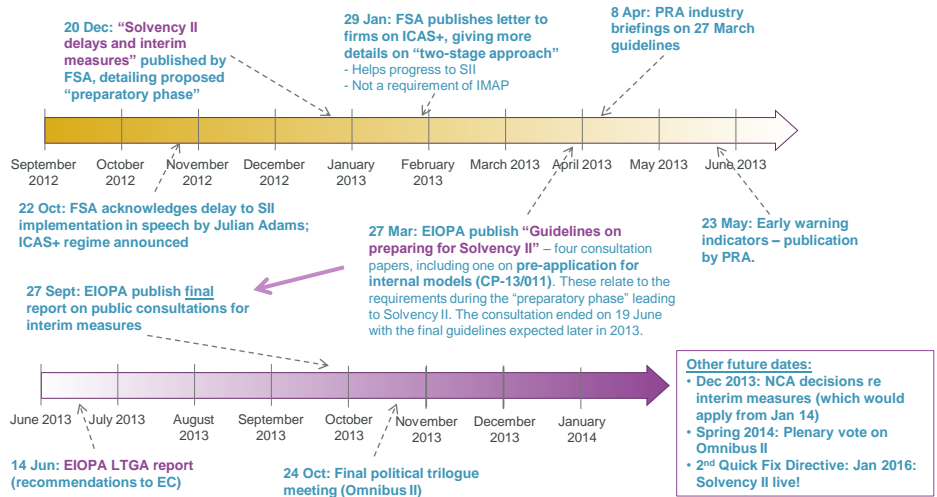 20 Dec: “Solvency II
delays and interim
measures” published by
FSA, detailing proposed
“preparatory phase”
29 Jan: FSA publishes letter to
firms on ICAS+, giving more
details on “two-stage approach”
- Helps progress to SII
- Not a requirement of IMAP
8 Apr: PRA industry
briefings on 27 March
guidelines
September
2012
October
2012
November
2012
December
2012
January
2013
February
2013
March 2013
April 2013
May 2013
June 2013
22 Oct: FSA acknowledges delay to SII
implementation in speech by Julian Adams;
ICAS+ regime announced
27 Mar: EIOPA publish “Guidelines on
preparing for Solvency II” – four consultation
papers, including one on pre-application for
internal models (CP-13/011). These relate to the
requirements during the “preparatory phase” leading
to Solvency II. The consultation ended on 19 June
with the final guidelines expected later in 2013.
23 May: Early warning
indicators – publication
by PRA.
27 Sept: EIOPA publish final
report on public consultations for
interim measures
June 2013
July 2013
August
2013
September
2013
October
2013
November
2013
December
2013
January
2014
14 Jun: EIOPA LTGA report
(recommendations to EC)
24 Oct: Final political trilogue
meeting (Omnibus II)
Other future dates:
• Dec 2013: NCA decisions re
interim measures (which would
apply from Jan 14)
• Spring 2014: Plenary vote on
Omnibus II
• 2nd Quick Fix Directive: Jan 2016:
Solvency II live!